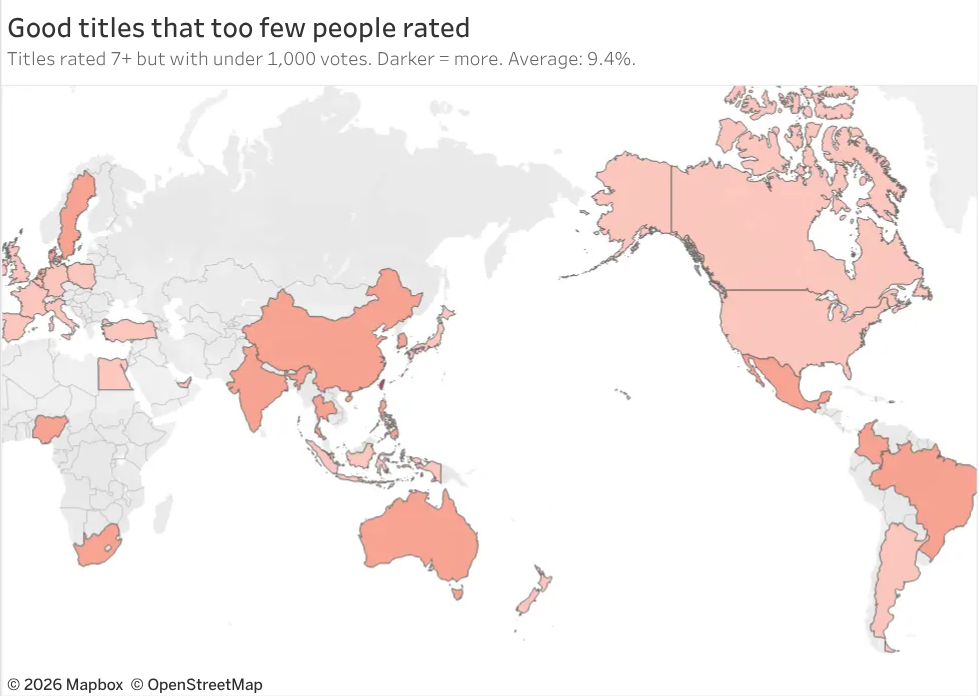 Good titles that too few people rated
Titles rated 7+ but with under 1,000 votes. Darker = more. Average: 9.4%.
© 2026 Mapbox © OpenStreetMap